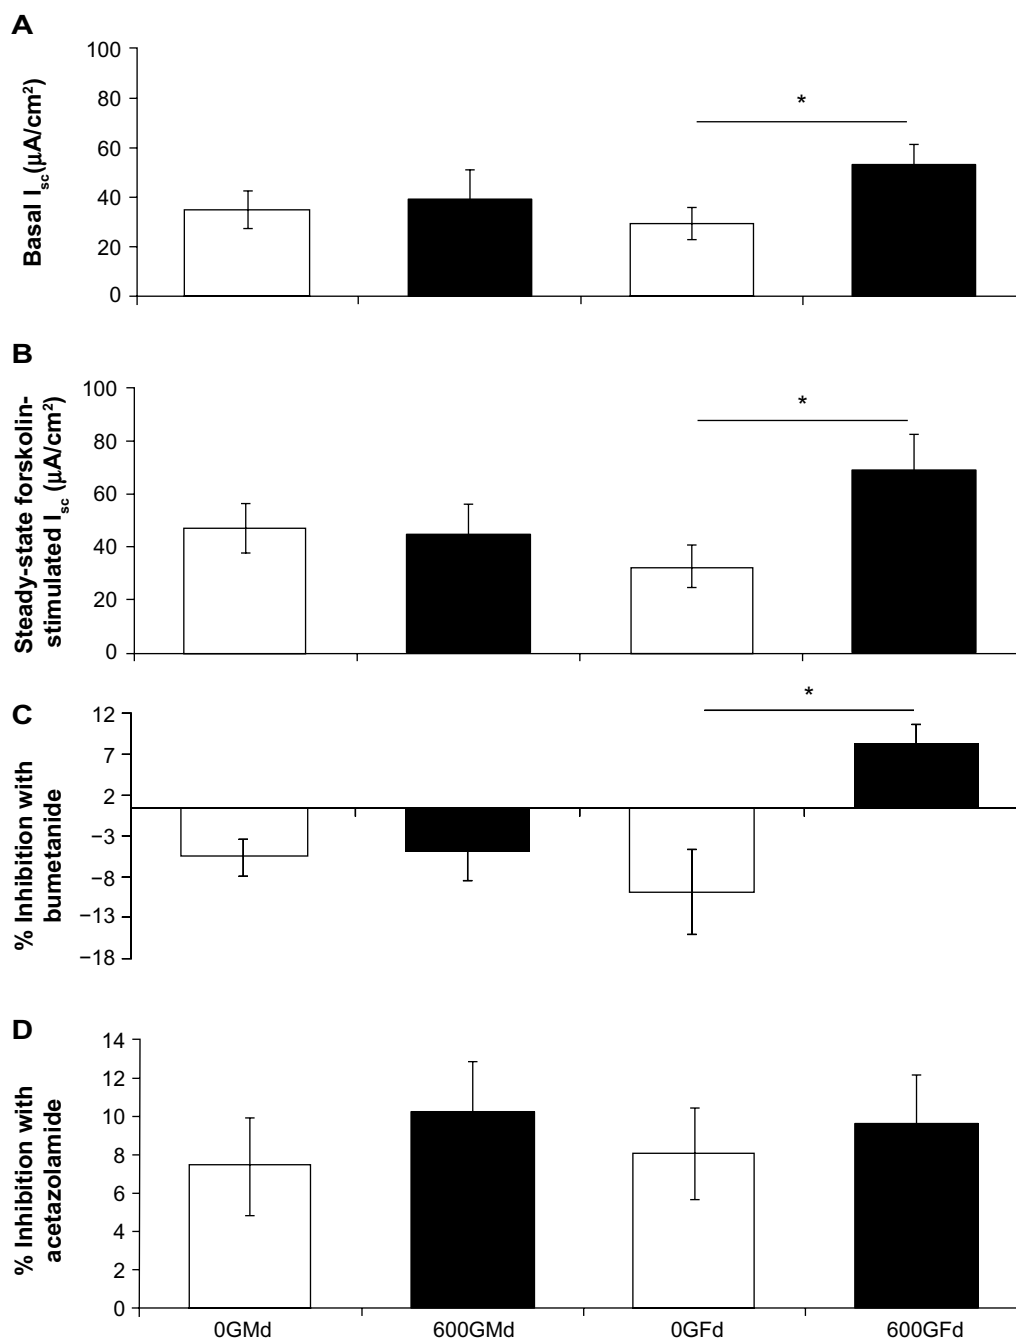 A
Basal Isc(μA/cm²)
100
80
60
40
20
0
*
B
Steady-state forskolin-
stimulated Isc (μA/cm²)
100
80
60
40
20
0
*
C
% Inhibition with
bumetanide
12
7
2
−3
−8
−13
−18
*
D
% Inhibition with
acetazolamide
14
12
10
8
6
4
2
0
0GMd 600GMd 0GFd 600GFd